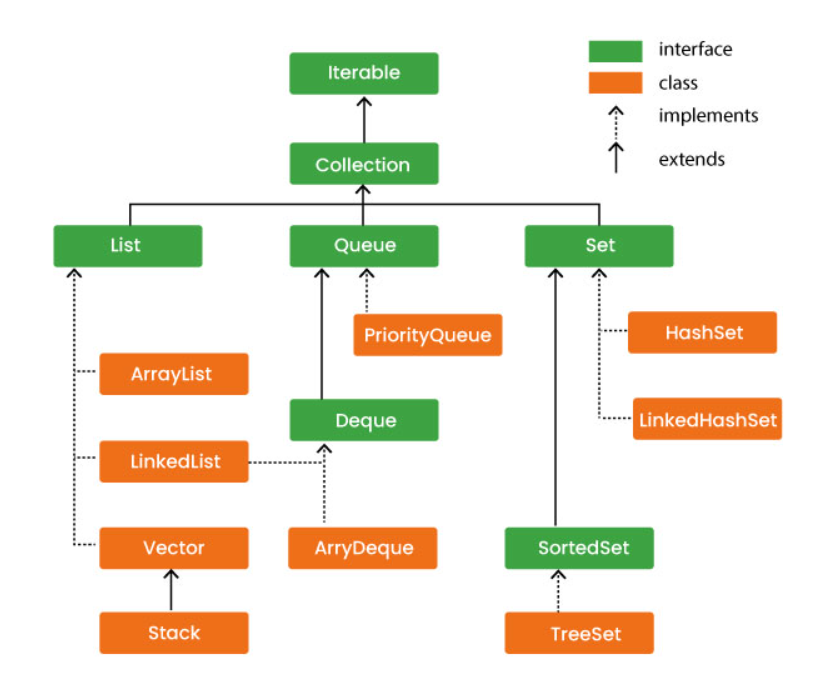 interface
Iterable
class
implements
Collection
extends
List
Queue
Set
PriorityQueue
HashSet
ArrayList
Deque
LinkedHashSet
LinkedList
Vector
ArryDeque
SortedSet
Stack
TreeSet